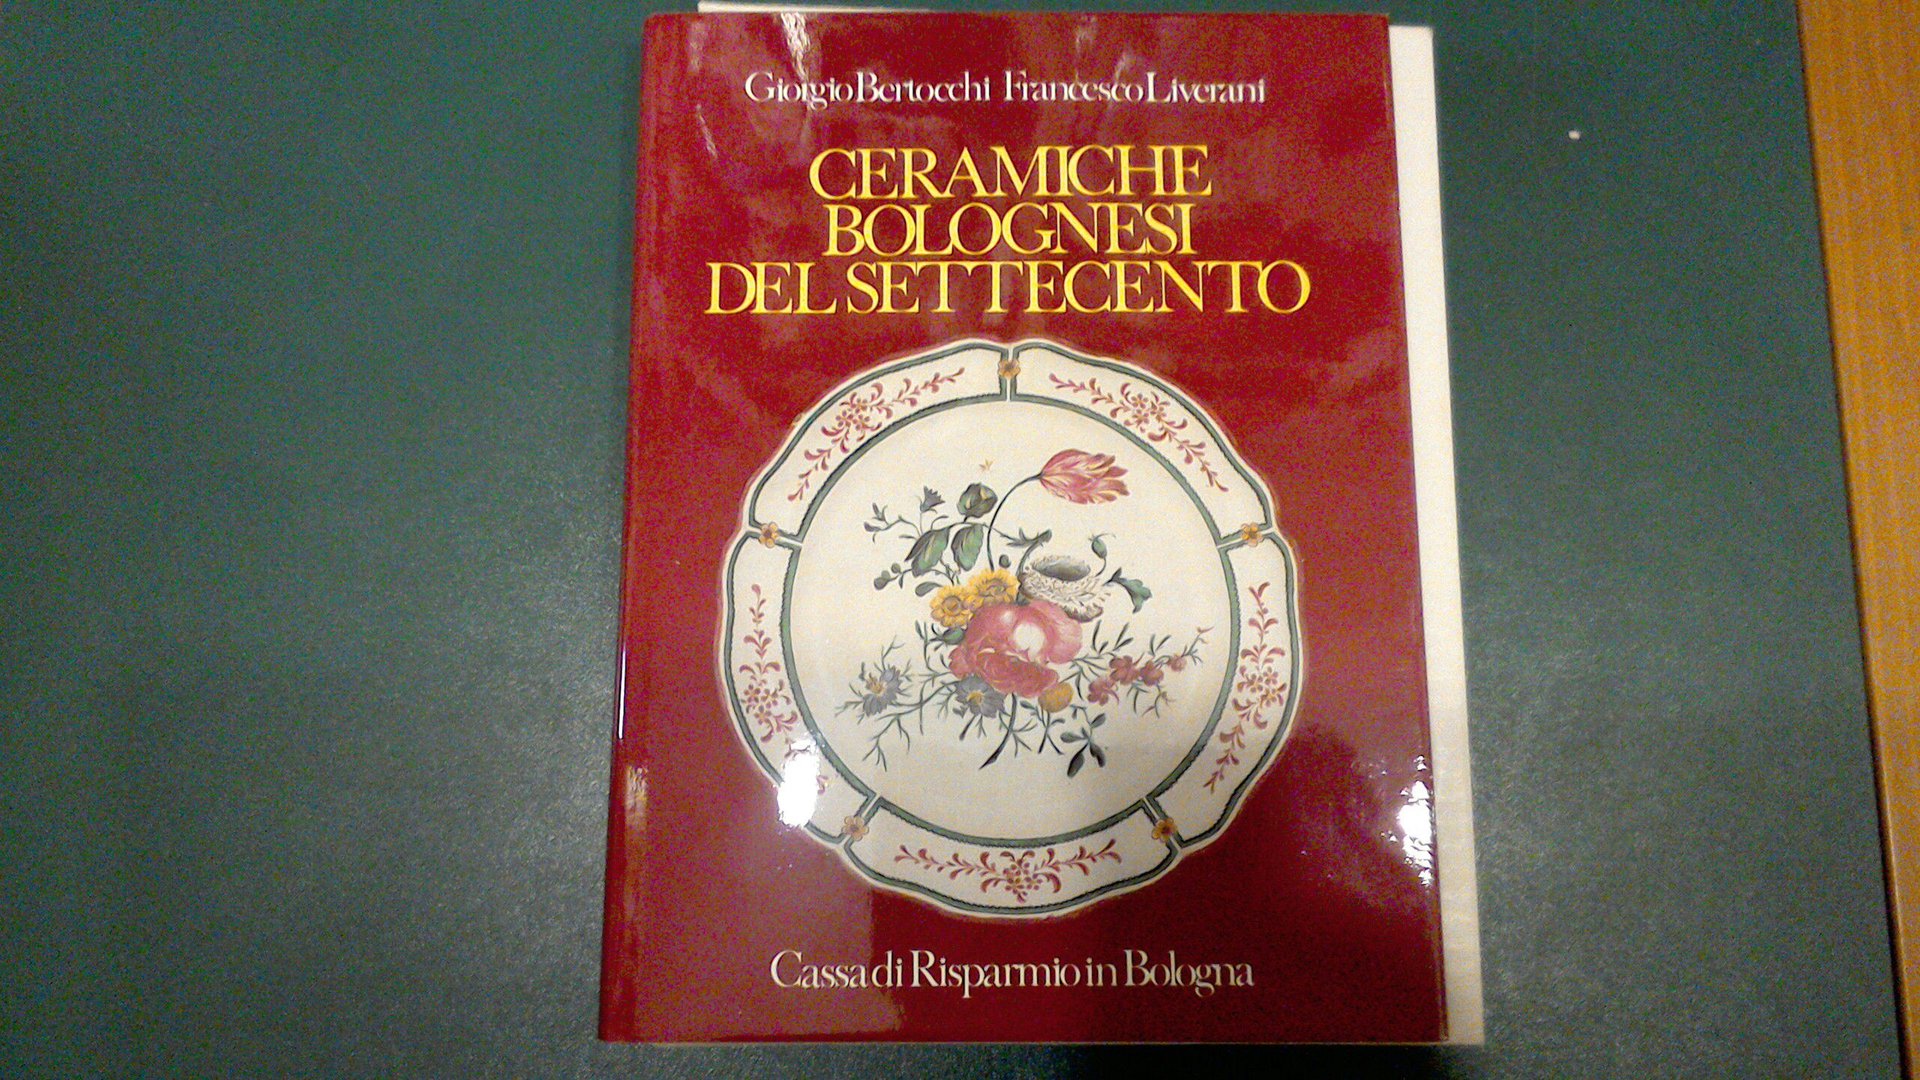 Giorgio Bertocchi Francesco Liverani
CERAMICHE
BOLOGNESI
DEL SETTECENTO
Cassa di Risparmio in Bologna